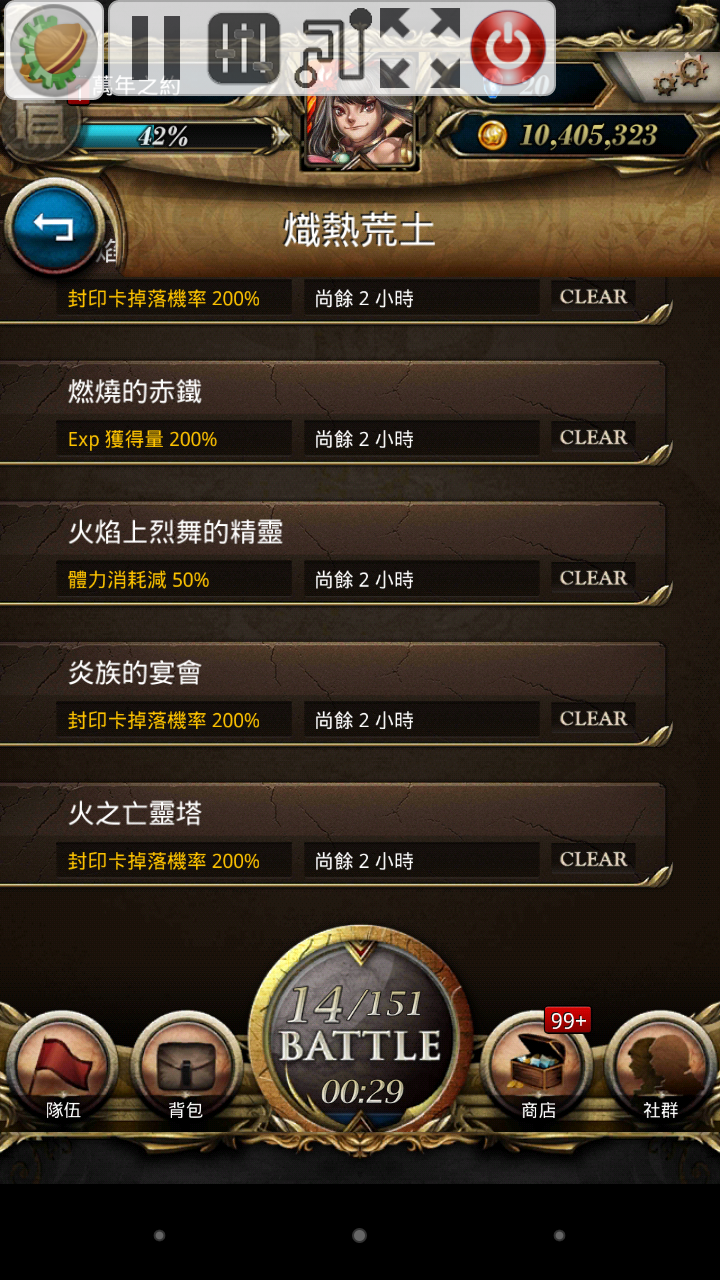 萬年之約
20
42%
10,405,323
熾熱荒土
焰
封印卡掉落機率 200%
尚餘 2 小時
CLEAR
燃燒的赤鐵
Exp 獲得量 200%
尚餘 2 小時
CLEAR
火焰上烈舞的精靈
體力消耗減 50%
尚餘 2 小時
CLEAR
炎族的宴會
封印卡掉落機率 200%
尚餘 2 小時
CLEAR
火之亡靈塔
封印卡掉落機率 200%
尚餘 2 小時
CLEAR
14/151
BATTLE
00:29
99+
隊伍
背包
商店
社群